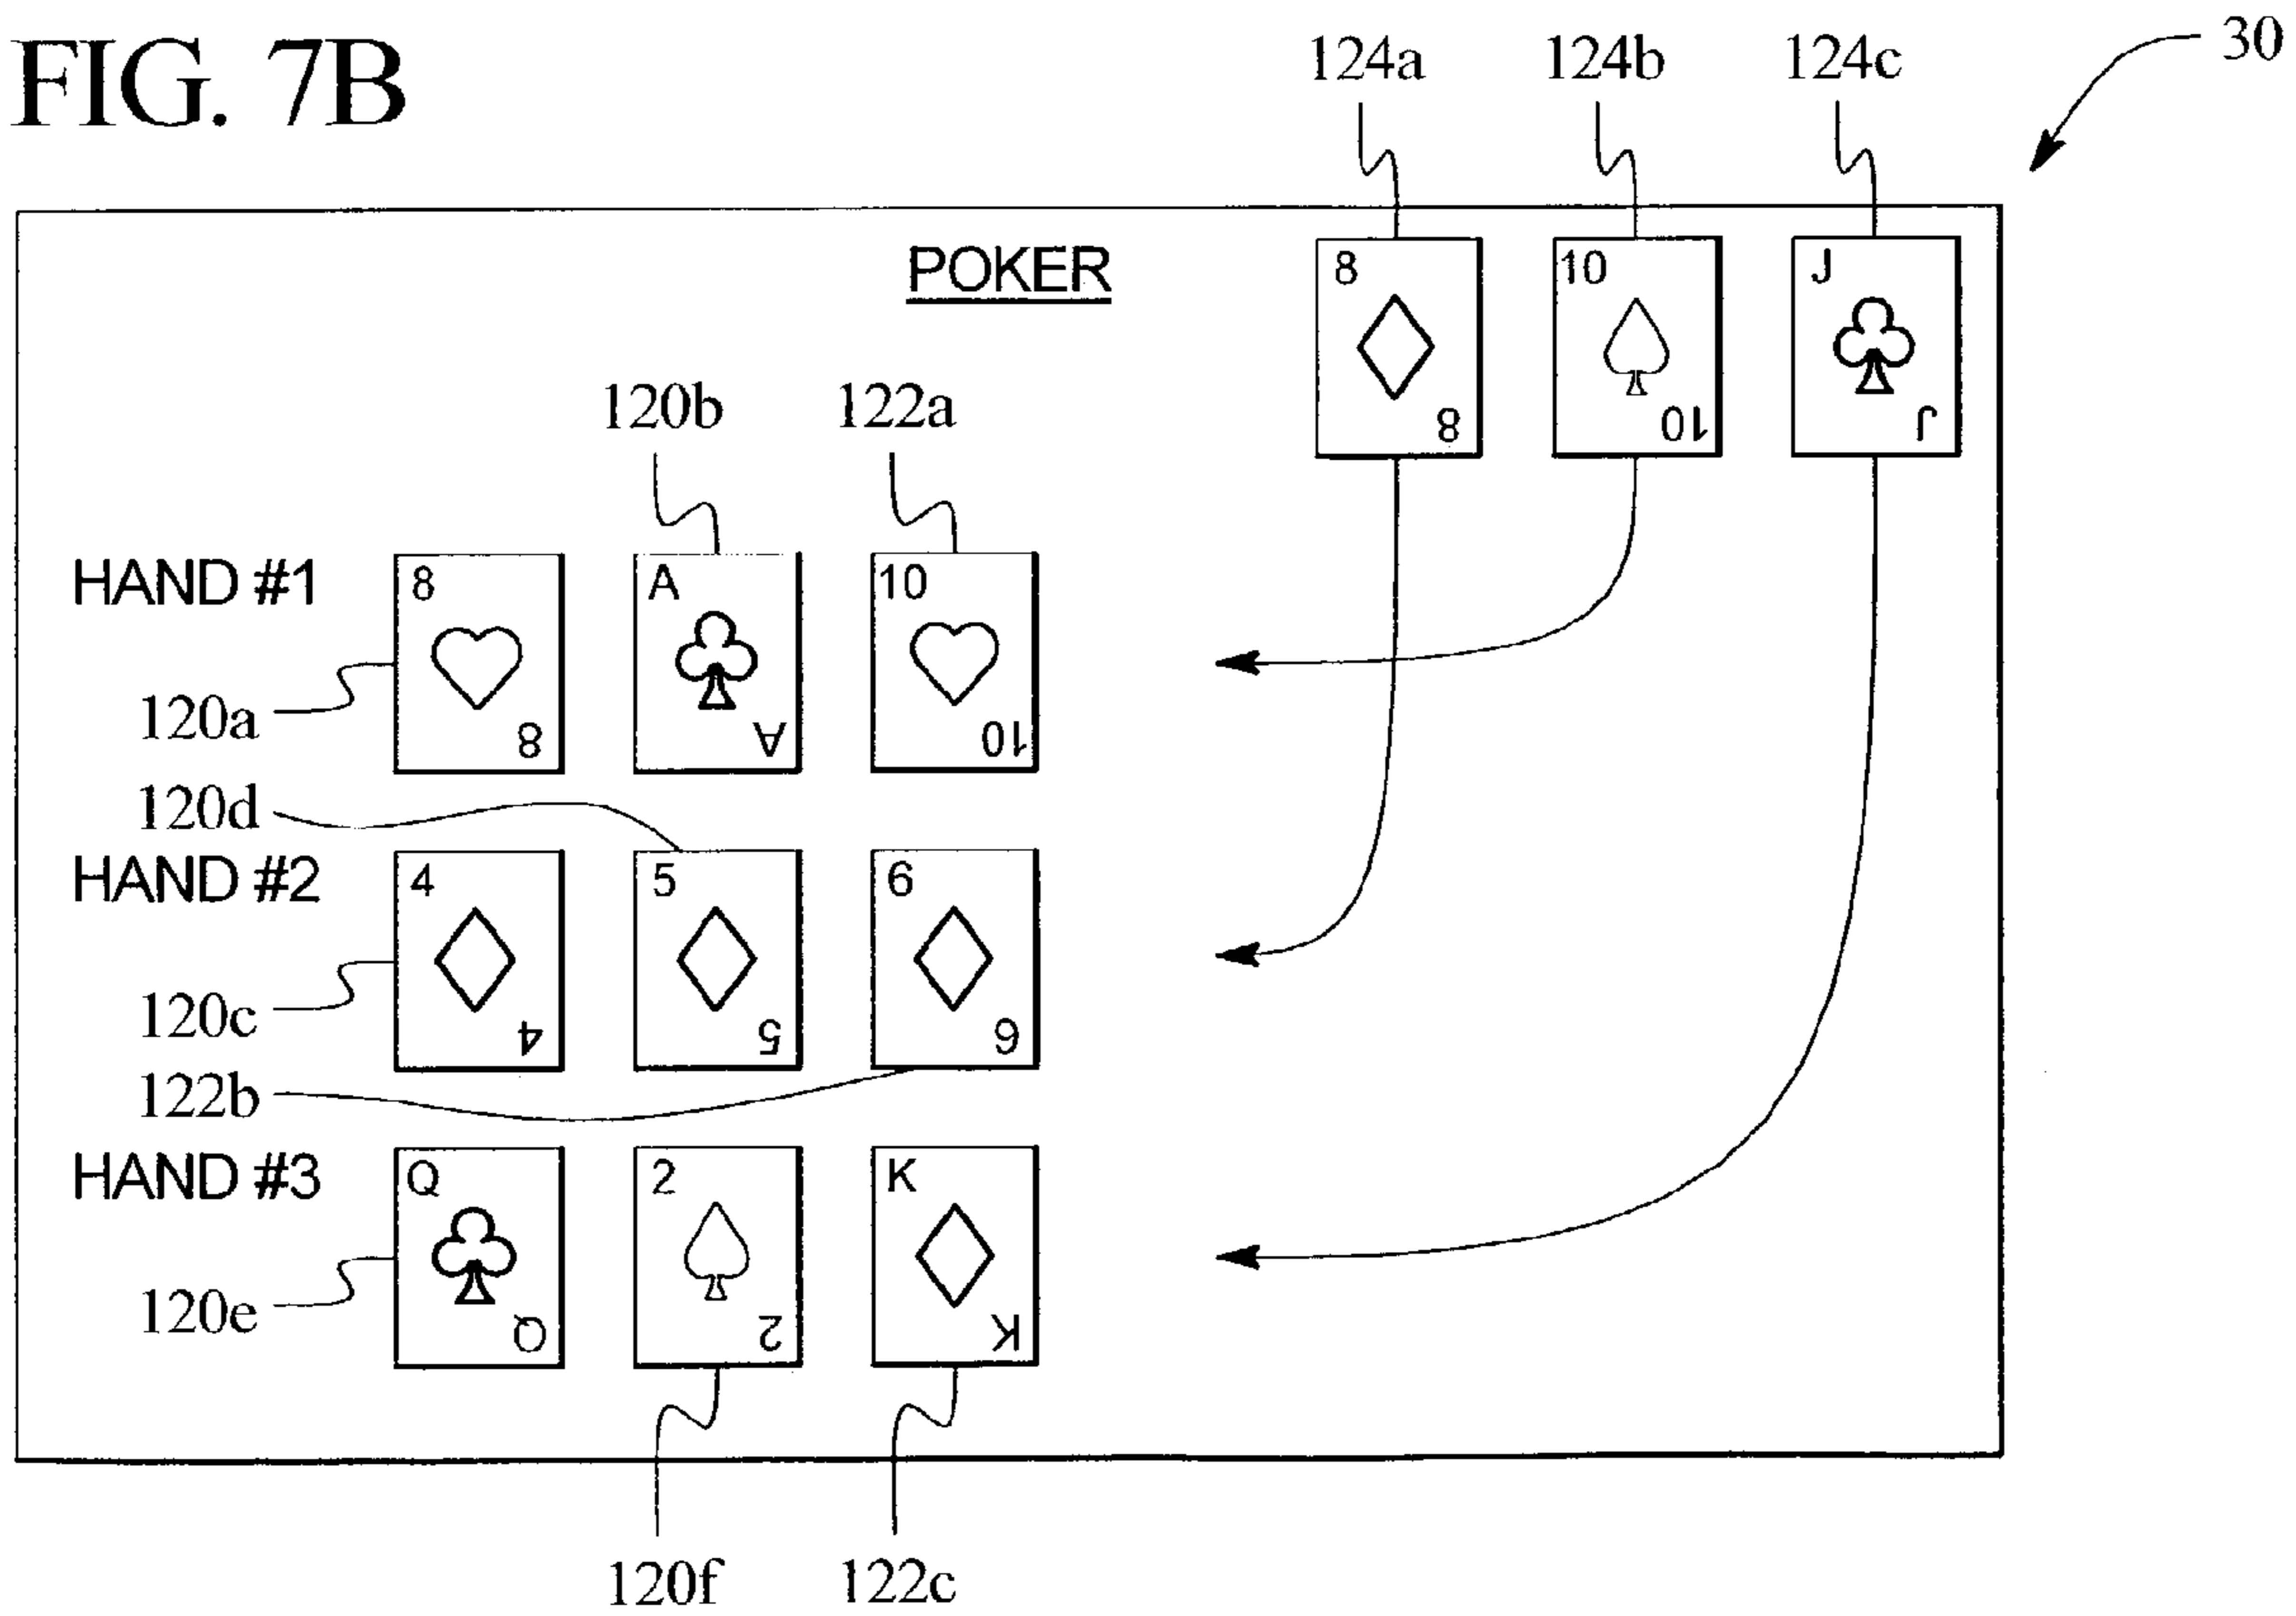 FIG. 7B
124a 124b 124c 30
POKER
8 10 J
8 10 J
120b 122a
HAND #1
8 A 10
120a
8 A 10
120d
HAND #2
4 5 6
120c
4 5 6
122b
HAND #3
Q 2 K
120e
Q 2 K
120f 122c